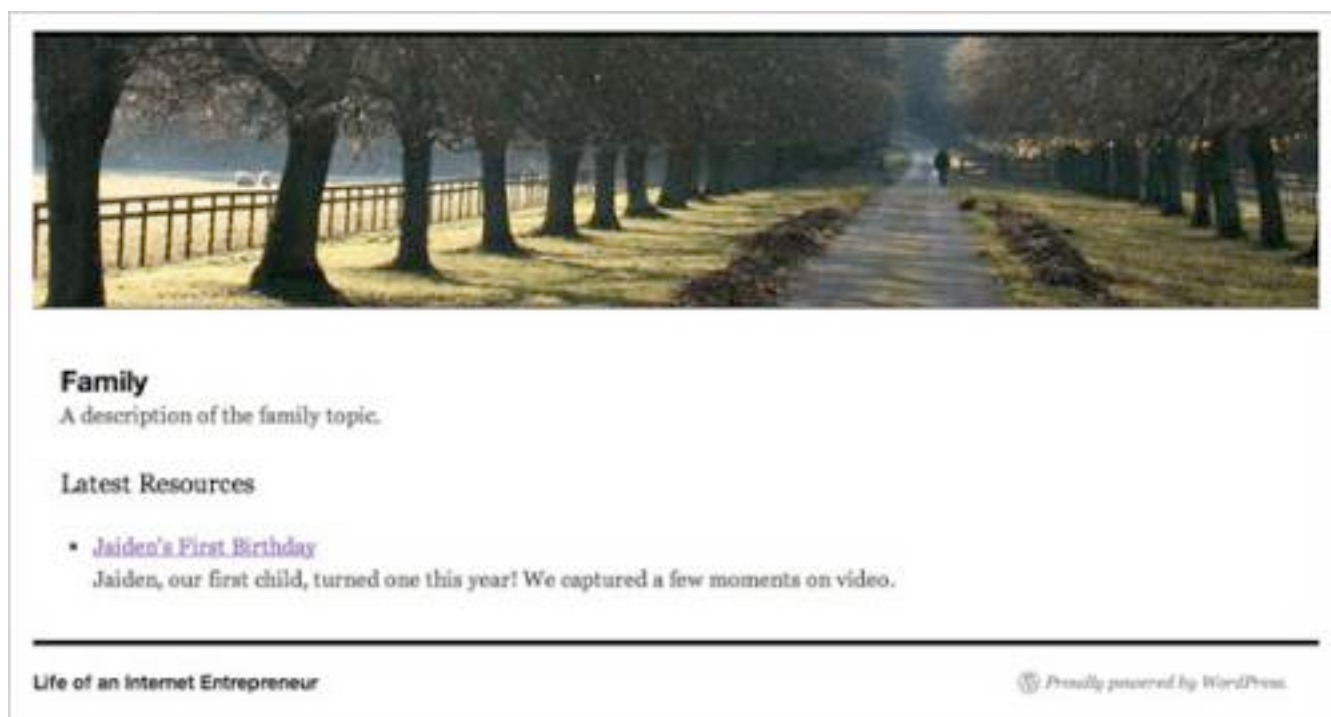 Family
A description of the family topic.
Latest Resources
Jaiden's First Birthday
Jaiden, our first child, turned one this year! We captured a few moments on video.
Life of an Internet Entrepreneur
Proudly powered by WordPress.